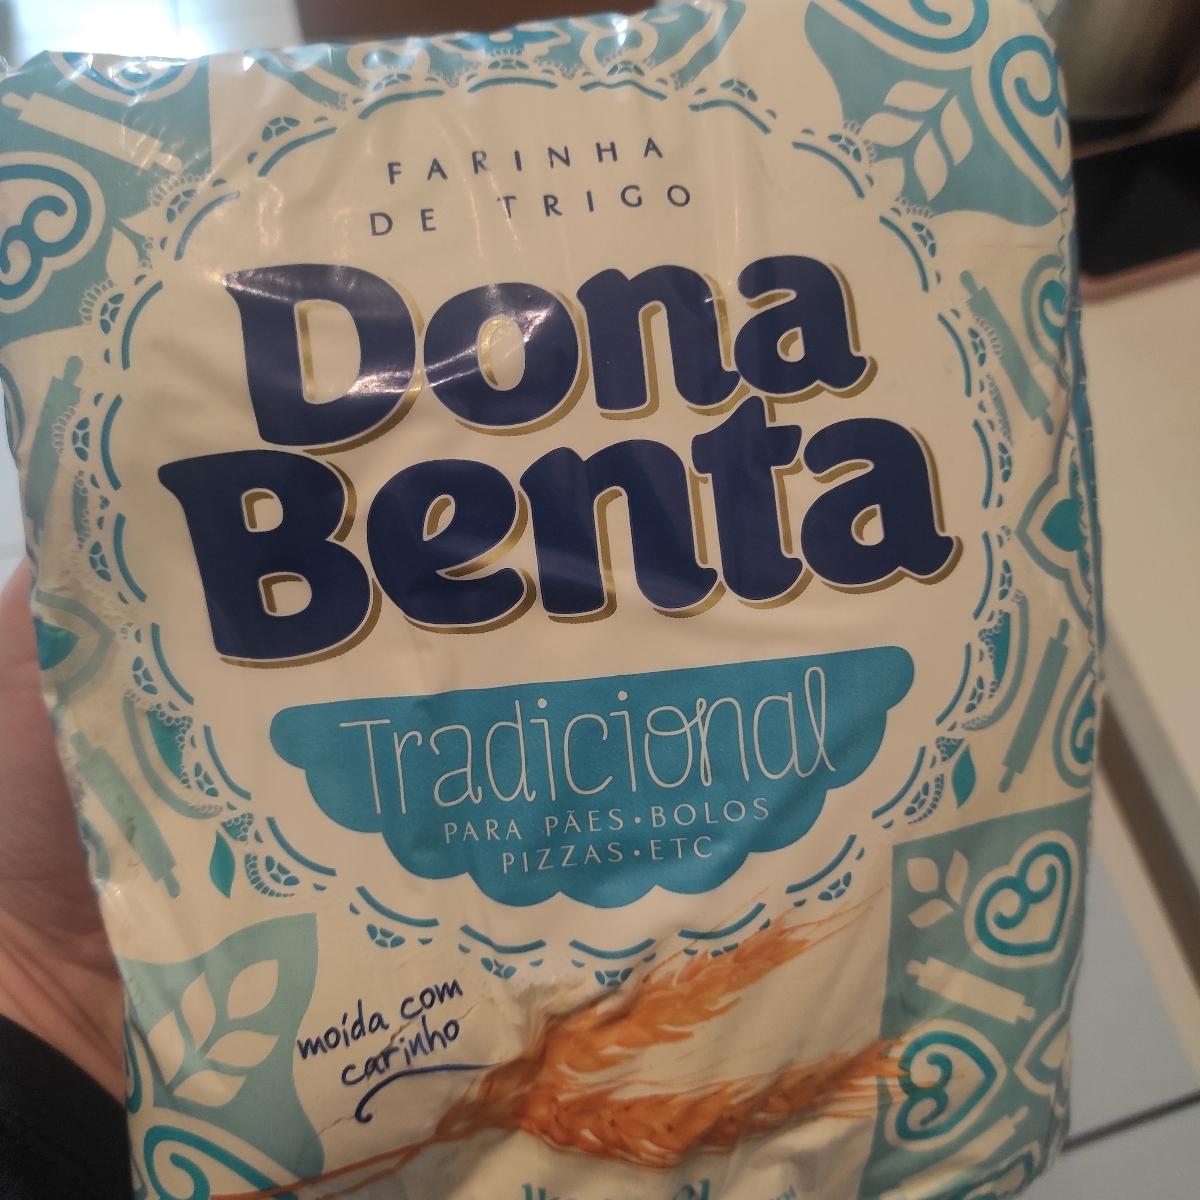 FARINHA
DE TRIGO
Dona
Benta
Tradicional
PARA PÃES•BOLOS
PIZZAS•ETC
moída com
carinho